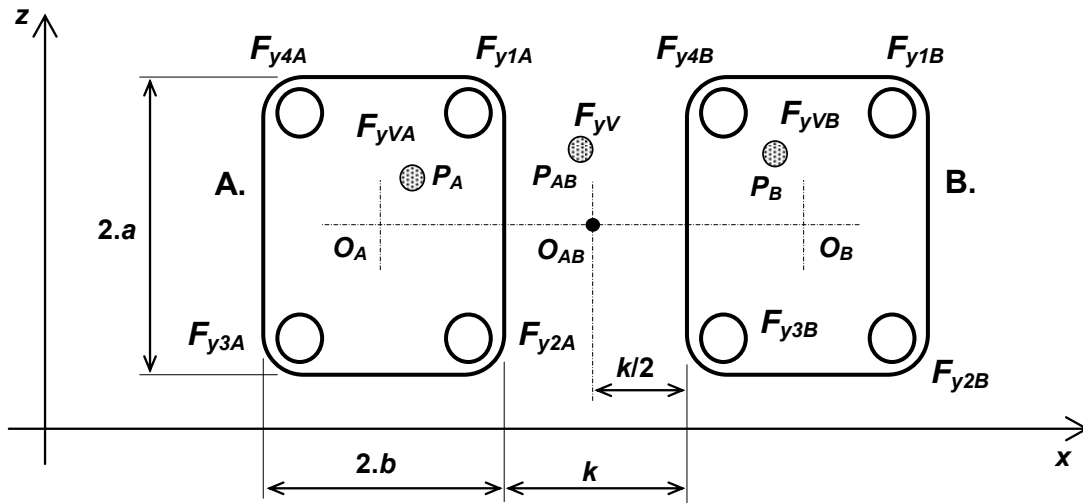 z
F_y4A F_y1A F_y4B F_y1B
F_yVA F_yV F_yVB
A. P_A P_AB P_B B.
2.a
O_A O_AB O_B
F_y3A F_y2A F_y3B
k/2 F_y2B
x
2.b k